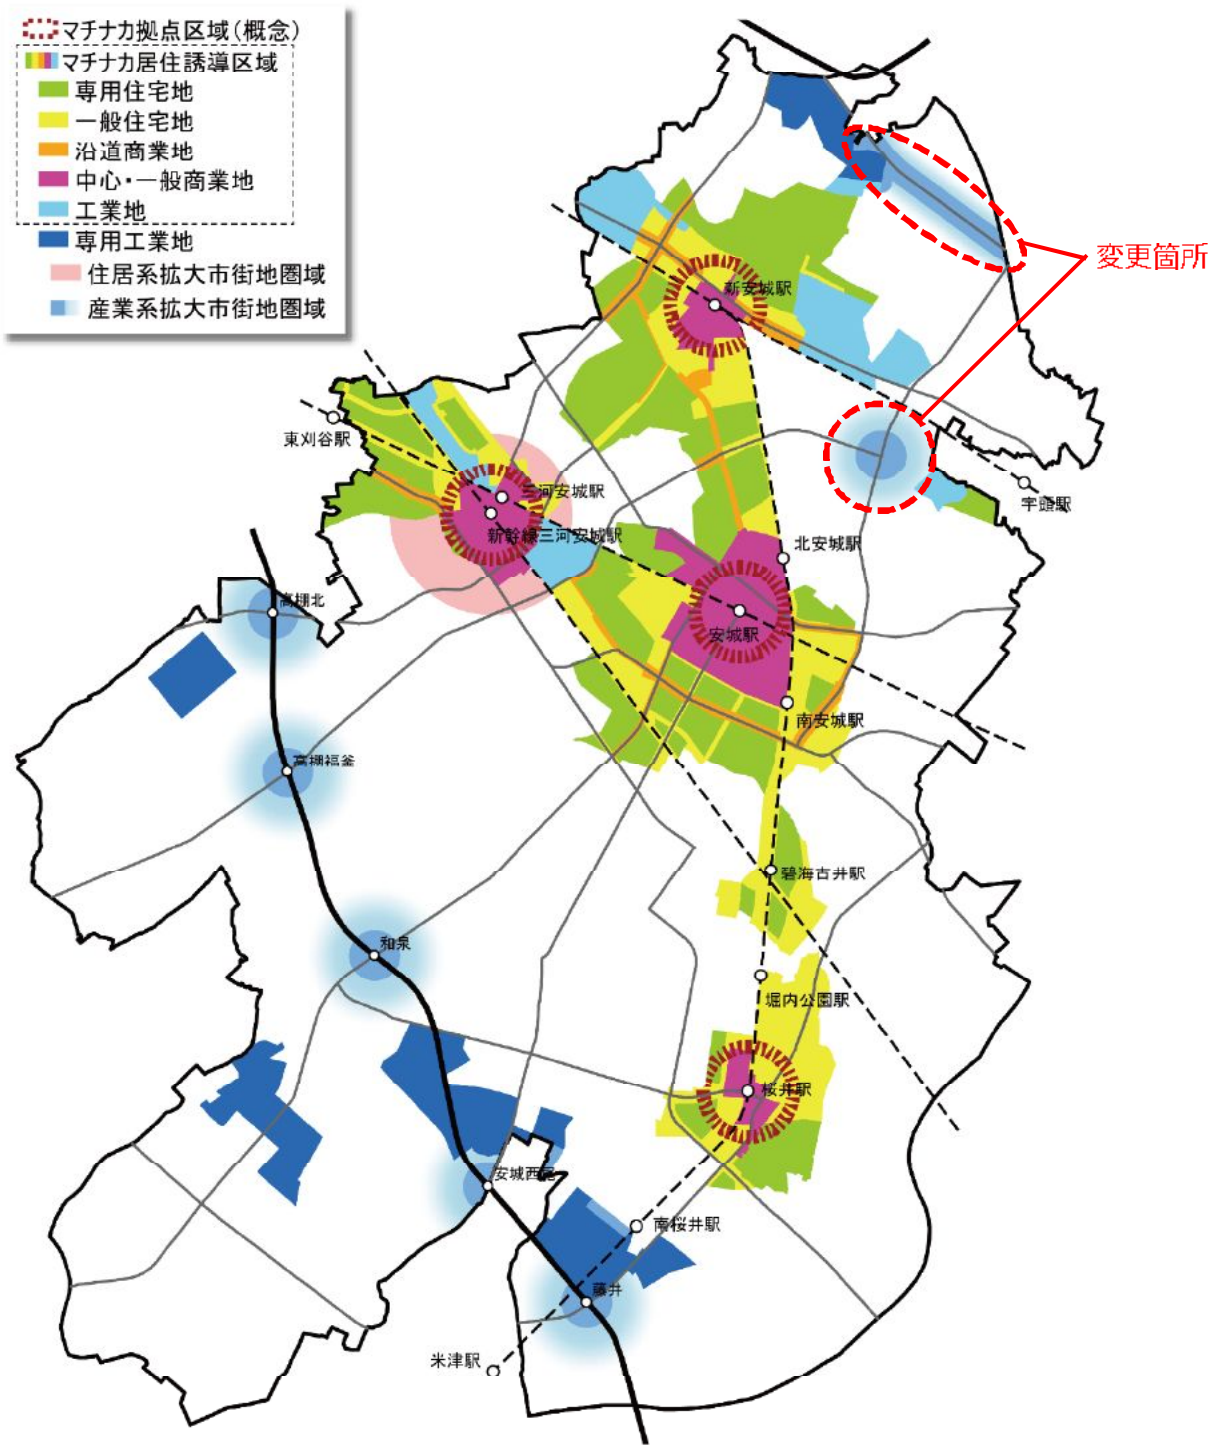 マチナカ拠点区域(概念)
マチナカ居住誘導区域
専用住宅地
一般住宅地
沿道商業地
中心・一般商業地
工業地
専用工業地
住居系拡大市街地圏域
産業系拡大市街地圏域
変更箇所
新安城駅
東刈谷駅
三河安城駅
宇頭駅
新幹線三河安城駅
北安城駅
高棚北
安城駅
南安城駅
高棚福釜
碧海古井駅
和泉
堀内公園駅
桜井駅
安城西尾
南桜井駅
藤井
米津駅